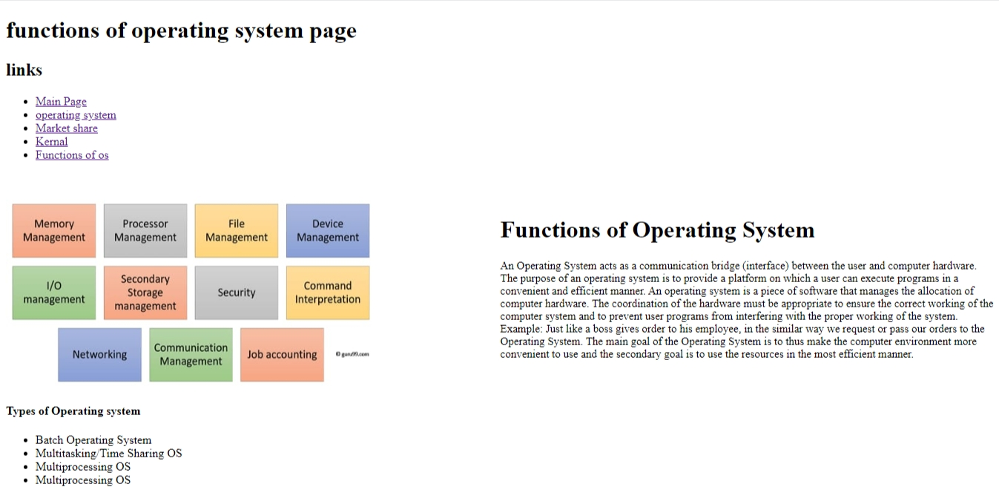 functions of operating system page
links
Main Page
operating system
Market share
Kernal
Functions of os
Memory
Management
Processor
Management
File
Management
Device
Management
I/O
management
Secondary
Storage
management
Security
Command
Interpretation
Networking
Communication
Management
Job accounting
© guru99.com
Functions of Operating System
An Operating System acts as a communication bridge (interface) between the user and computer hardware.
The purpose of an operating system is to provide a platform on which a user can execute programs in a
convenient and efficient manner. An operating system is a piece of software that manages the allocation of
computer hardware. The coordination of the hardware must be appropriate to ensure the correct working of the
computer system and to prevent user programs from interfering with the proper working of the system.
Example: Just like a boss gives order to his employee, in the similar way we request or pass our orders to the
Operating System. The main goal of the Operating System is to thus make the computer environment more
convenient to use and the secondary goal is to use the resources in the most efficient manner.
Types of Operating system
Batch Operating System
Multitasking/Time Sharing OS
Multiprocessing OS
Multiprocessing OS